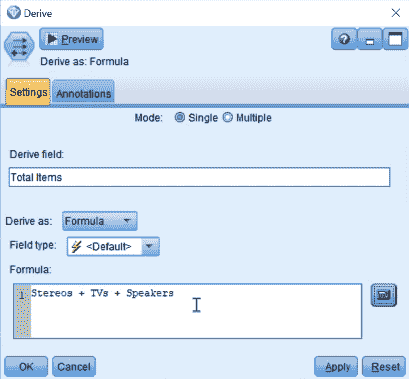 Derive
Preview
?
Derive as: Formula
Settings Annotations
Mode: Single Multiple
Derive field:
Total Items
Derive as: Formula
Field type: <Default>
Formula:
1 Stereos + TVs + Speakers
OK Cancel Apply Reset